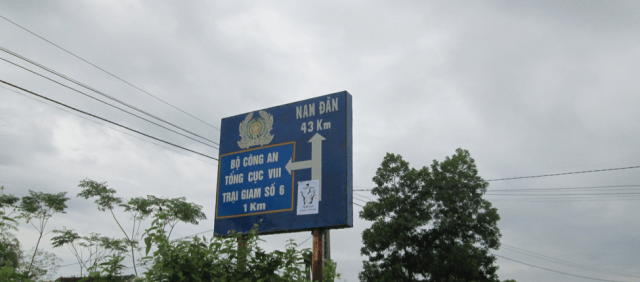 NAM ĐÀN
43 Km
BỘ CÔNG AN
TỔNG CỤC VIII
TRẠI GIAM SỐ 6
1 Km